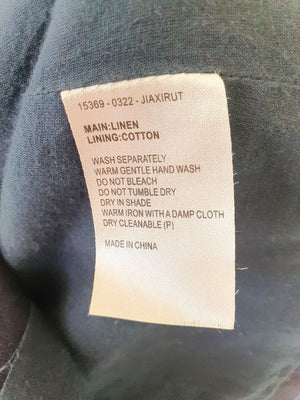 15369 - 0322 - JIAXIRUT
MAIN:LINEN
LINING:COTTON
WASH SEPARATELY
WARM GENTLE HAND WASH
DO NOT BLEACH
DO NOT TUMBLE DRY
DRY IN SHADE
WARM IRON WITH A DAMP CLOTH
DRY CLEANABLE (P)
MADE IN CHINA